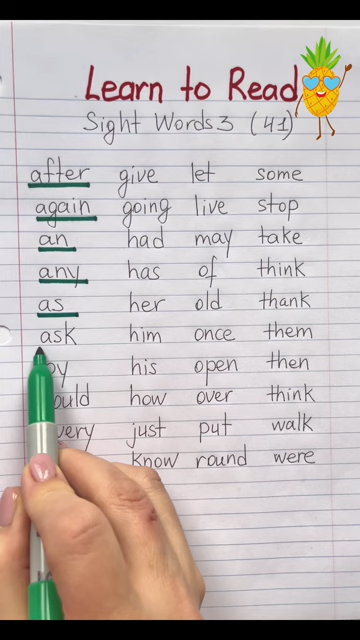 Learn to Read
Sight Words 3 (41)
after give let some
again going live stop
an had may take
any has of think
as her old thank
ask him once them
by his open then
how over think
just put walk
know round were